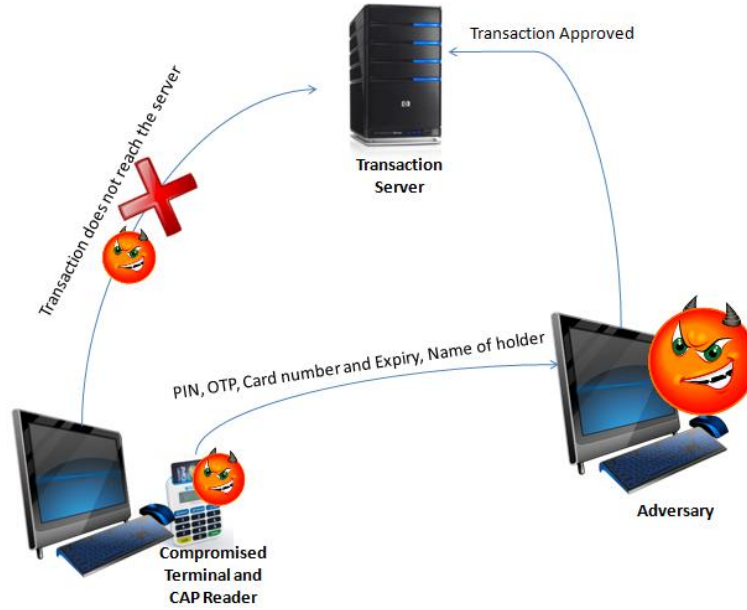 Transaction Approved
Transaction does not reach the server
Transaction
Server
PIN, OTP, Card number and Expiry, Name of holder
Adversary
Compromised
Terminal and
CAP Reader